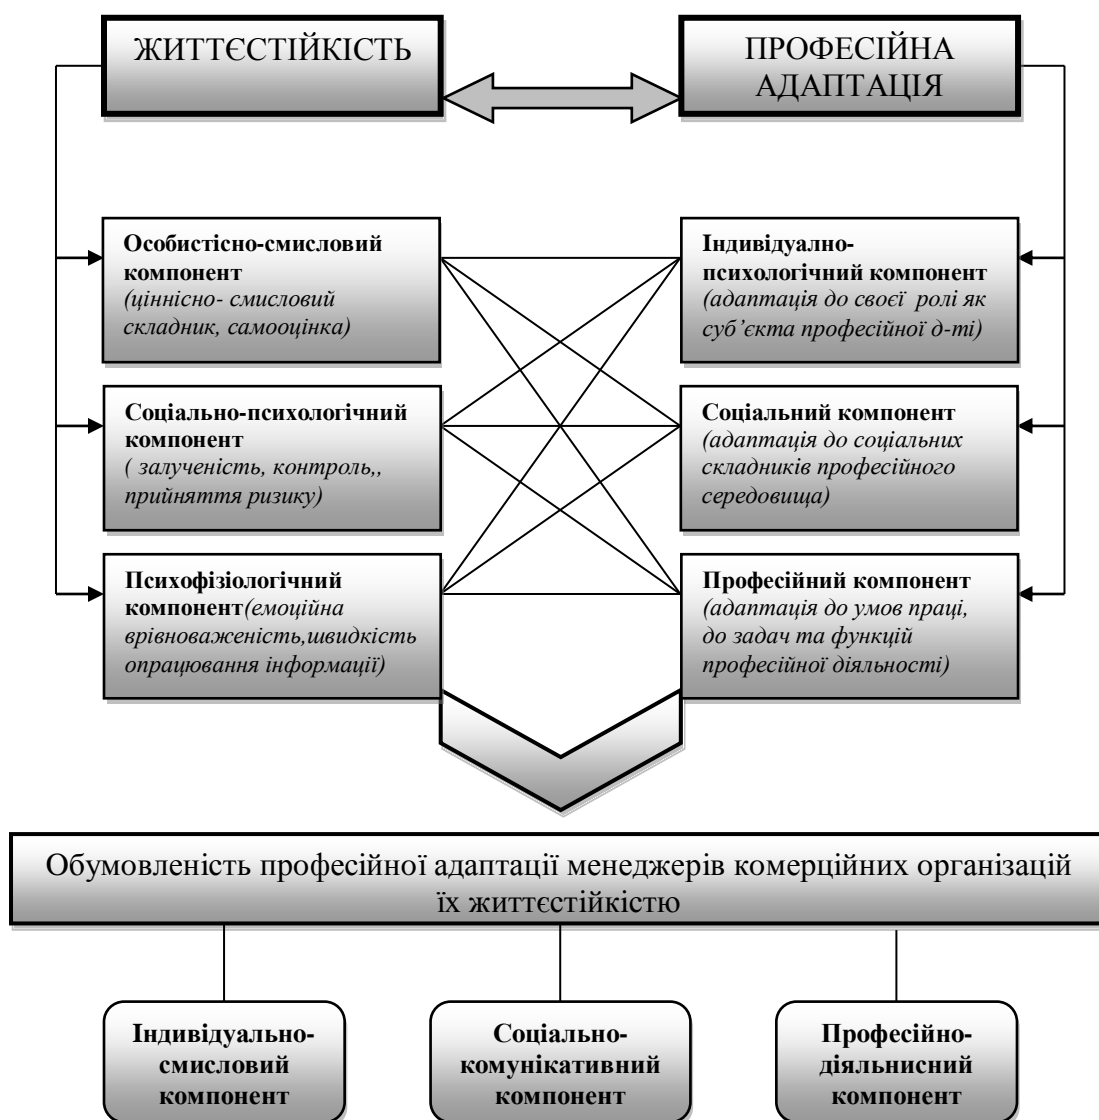 ЖИТТЄСТІЙКІСТЬ
ПРОФЕСІЙНА
АДАПТАЦІЯ
Особистісно-смисловий
компонент
(ціннісно- смисловий
складник, самооцінка)
Індивідуално-
психологічний компонент
(адаптація до своєї ролі як
суб’єкта професійної д-ті)
Соціально-психологічний
компонент
( залученість, контроль,,
прийняття ризику)
Соціальний компонент
(адаптація до соціальних
складників професійного
середовища)
Психофізіологічний
компонент(емоційна
врівноваженість,швидкість
опрацювання інформації)
Професійний компонент
(адаптація до умов праці,
до задач та функцій
професійної діяльності)
Обумовленість професійної адаптації менеджерів комерційних організацій
їх життєстійкістю
Індивідуально-
смисловий
компонент
Соціально-
комунікативний
компонент
Професійно-
діяльнисний
компонент